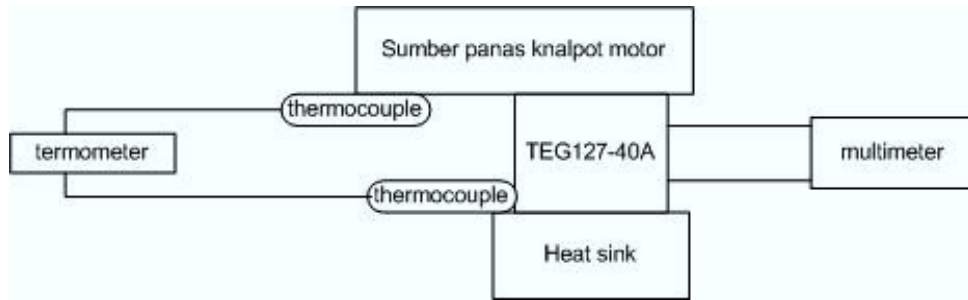 Sumber panas knalpot motor
thermocouple
termometer
TEG127-40A
multimeter
thermocouple
Heat sink